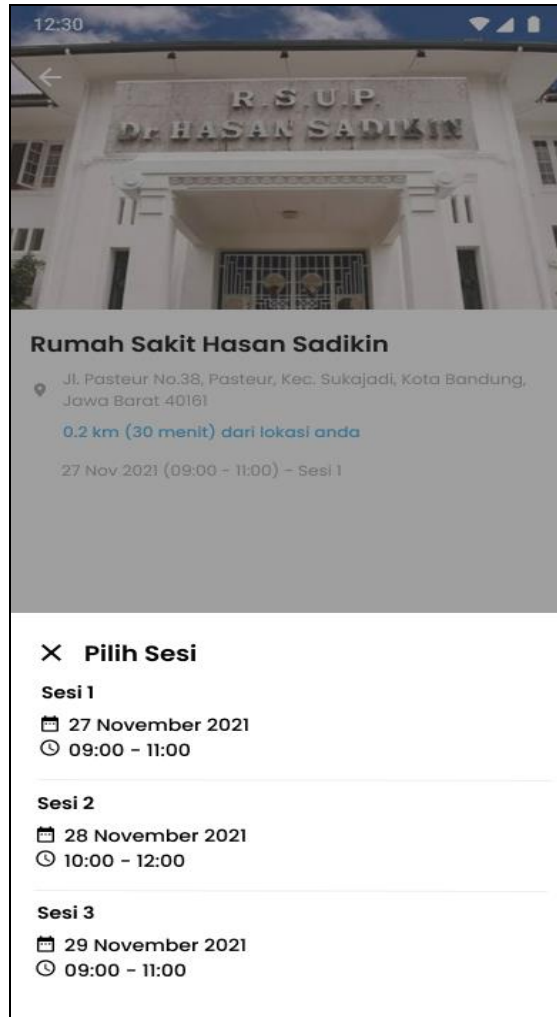 12:30
R.S.U.P.
Dr HASAN SADIKIN
Rumah Sakit Hasan Sadikin
Jl. Pasteur No.38, Pasteur, Kec. Sukajadi, Kota Bandung,
Jawa Barat 40161
0.2 km (30 menit) dari lokasi anda
27 Nov 2021 (09:00 - 11:00) - Sesi 1
Pilih Sesi
Sesi 1
27 November 2021
09:00 - 11:00
Sesi 2
28 November 2021
10:00 - 12:00
Sesi 3
29 November 2021
09:00 - 11:00